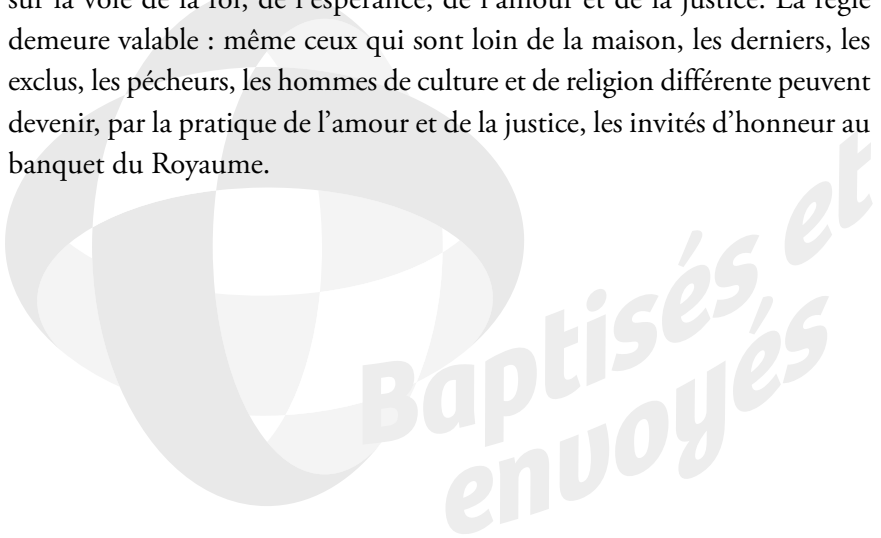 sur la voie de la foi, de l'espérance, de l'amour et de la justice. La règle
demeure valable : même ceux qui sont loin de la maison, les derniers, les
exclus, les pécheurs, les hommes de culture et de religion différente peuvent
devenir, par la pratique de l'amour et de la justice, les invités d'honneur au
banquet du Royaume.
Baptisés et
envoyés